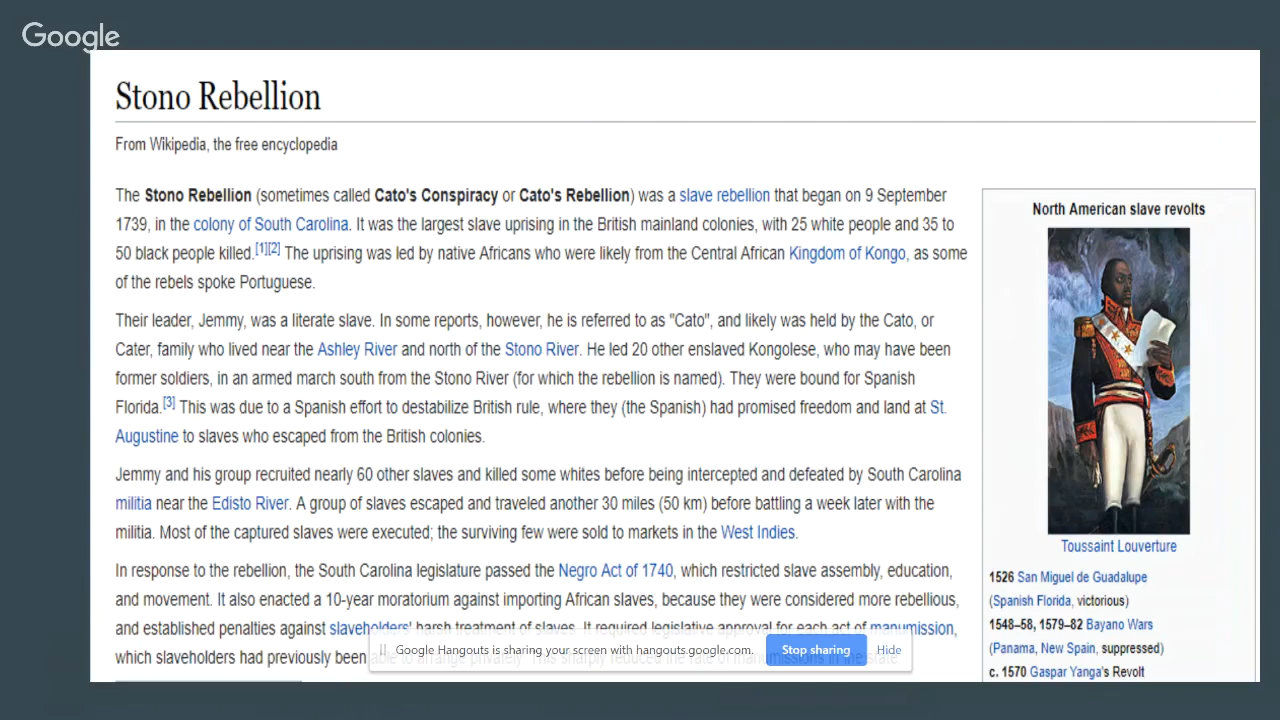 Google
Stono Rebellion
From Wikipedia, the free encyclopedia
The Stono Rebellion (sometimes called Cato's Conspiracy or Cato's Rebellion) was a slave rebellion that began on 9 September
1739, in the colony of South Carolina. It was the largest slave uprising in the British mainland colonies, with 25 white people and 35 to
50 black people killed.[1][2] The uprising was led by native Africans who were likely from the Central African Kingdom of Kongo, as some
of the rebels spoke Portuguese.
Their leader, Jemmy, was a literate slave. In some reports, however, he is referred to as "Cato", and likely was held by the Cato, or
Cater, family who lived near the Ashley River and north of the Stono River. He led 20 other enslaved Kongolese, who may have been
former soldiers, in an armed march south from the Stono River (for which the rebellion is named). They were bound for Spanish
Florida.[3] This was due to a Spanish effort to destabilize British rule, where they (the Spanish) had promised freedom and land at St.
Augustine to slaves who escaped from the British colonies.
Jemmy and his group recruited nearly 60 other slaves and killed some whites before being intercepted and defeated by South Carolina
militia near the Edisto River. A group of slaves escaped and traveled another 30 miles (50 km) before battling a week later with the
militia. Most of the captured slaves were executed; the surviving few were sold to markets in the West Indies.
In response to the rebellion, the South Carolina legislature passed the Negro Act of 1740, which restricted slave assembly, education,
and movement. It also enacted a 10-year moratorium against importing African slaves, because they were considered more rebellious,
and established penalties against slaveholders' harsh treatment of slaves. It required legislative approval for each act of manumission,
which slaveholders had previously been able to arrange privately. This sharply reduced the rate of manumissions in the state
Google Hangouts is sharing your screen with hangouts.google.com.
Stop sharing
Hide
North American slave revolts
Toussaint Louverture
1526 San Miguel de Guadalupe
(Spanish Florida, victorious)
1548–58, 1579–82 Bayano Wars
(Panama, New Spain, suppressed)
c. 1570 Gaspar Yanga's Revolt